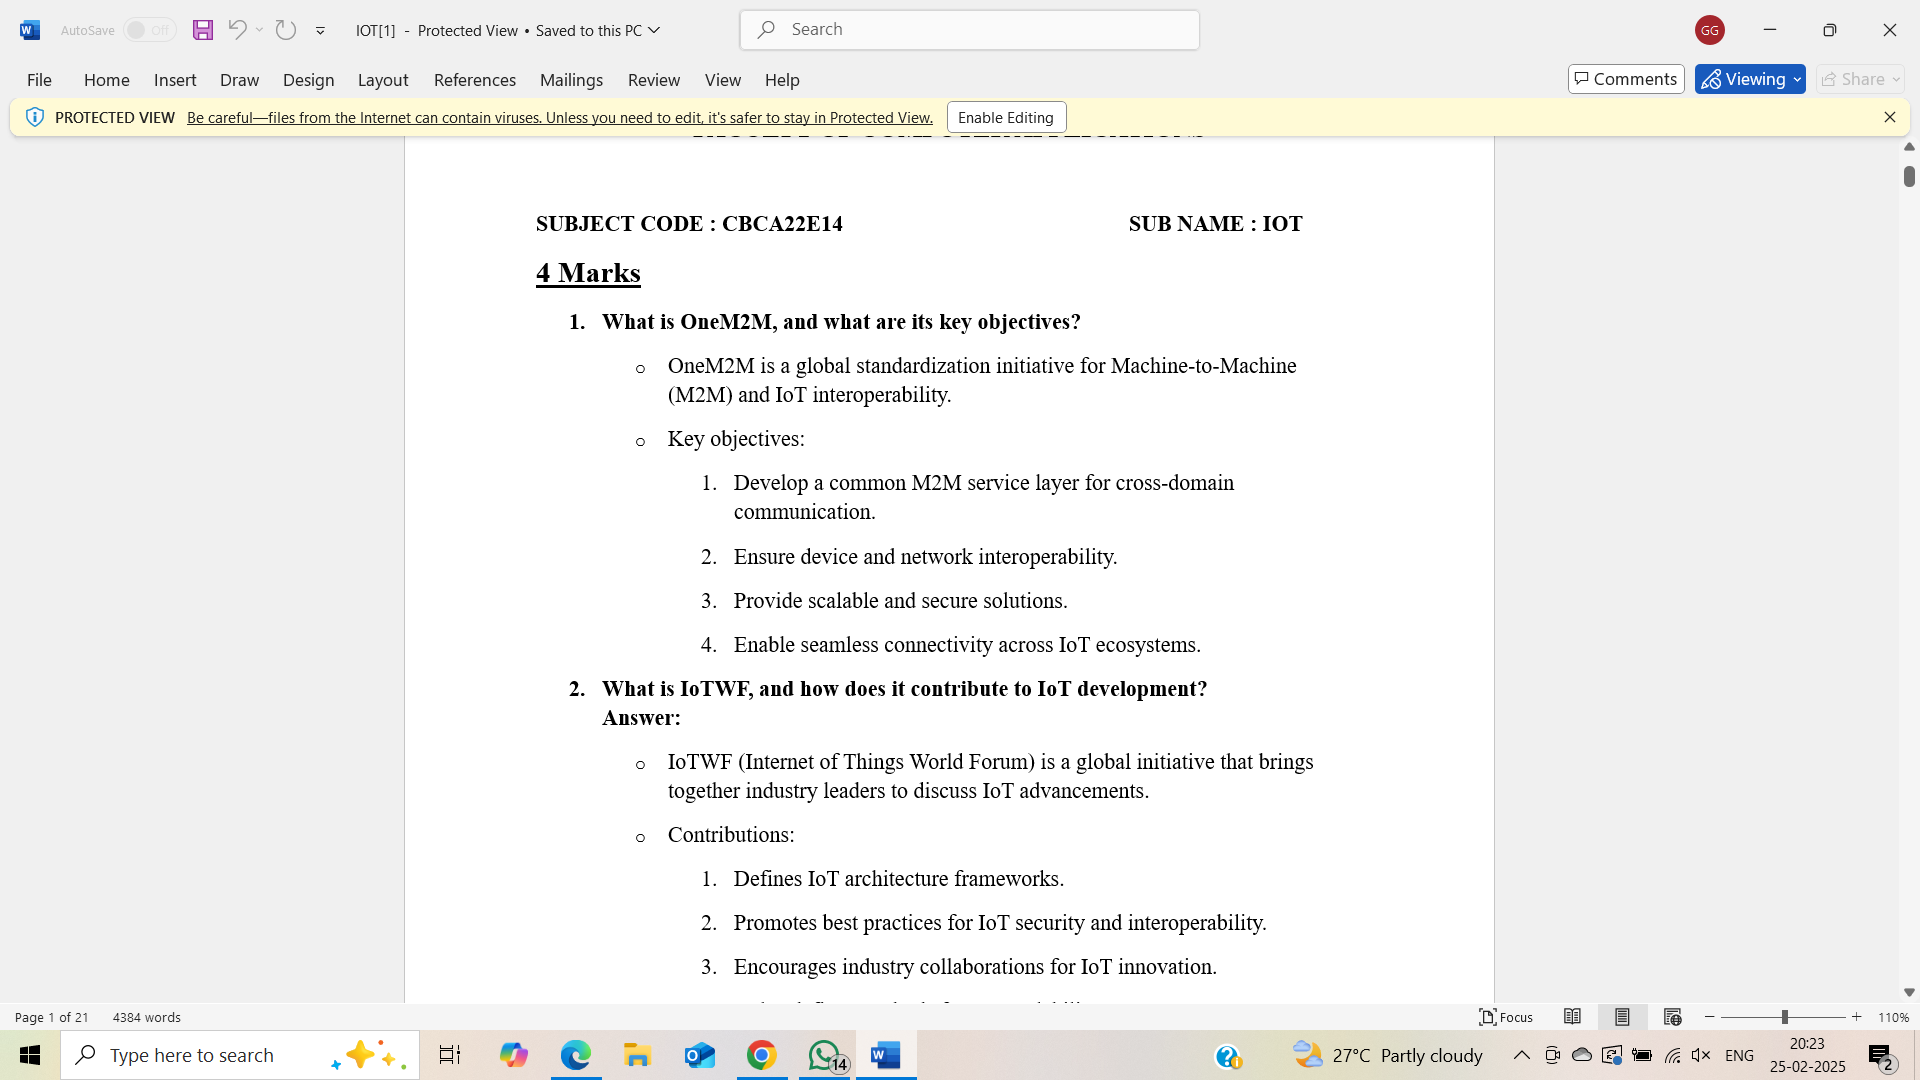 AutoSave Off IOT[1] - Protected View • Saved to this PC Search GG
File Home Insert Draw Design Layout References Mailings Review View Help Comments Viewing Share
PROTECTED VIEW Be careful—files from the Internet can contain viruses. Unless you need to edit, it's safer to stay in Protected View. Enable Editing
SUBJECT CODE : CBCA22E14 SUB NAME : IOT
4 Marks
1. What is OneM2M, and what are its key objectives?
o OneM2M is a global standardization initiative for Machine-to-Machine
(M2M) and IoT interoperability.
o Key objectives:
1. Develop a common M2M service layer for cross-domain
communication.
2. Ensure device and network interoperability.
3. Provide scalable and secure solutions.
4. Enable seamless connectivity across IoT ecosystems.
2. What is IoTWF, and how does it contribute to IoT development?
Answer:
o IoTWF (Internet of Things World Forum) is a global initiative that brings
together industry leaders to discuss IoT advancements.
o Contributions:
1. Defines IoT architecture frameworks.
2. Promotes best practices for IoT security and interoperability.
3. Encourages industry collaborations for IoT innovation.
Page 1 of 21 4384 words Focus 110%
Type here to search 14 27°C Partly cloudy ENG 20:23
25-02-2025 2